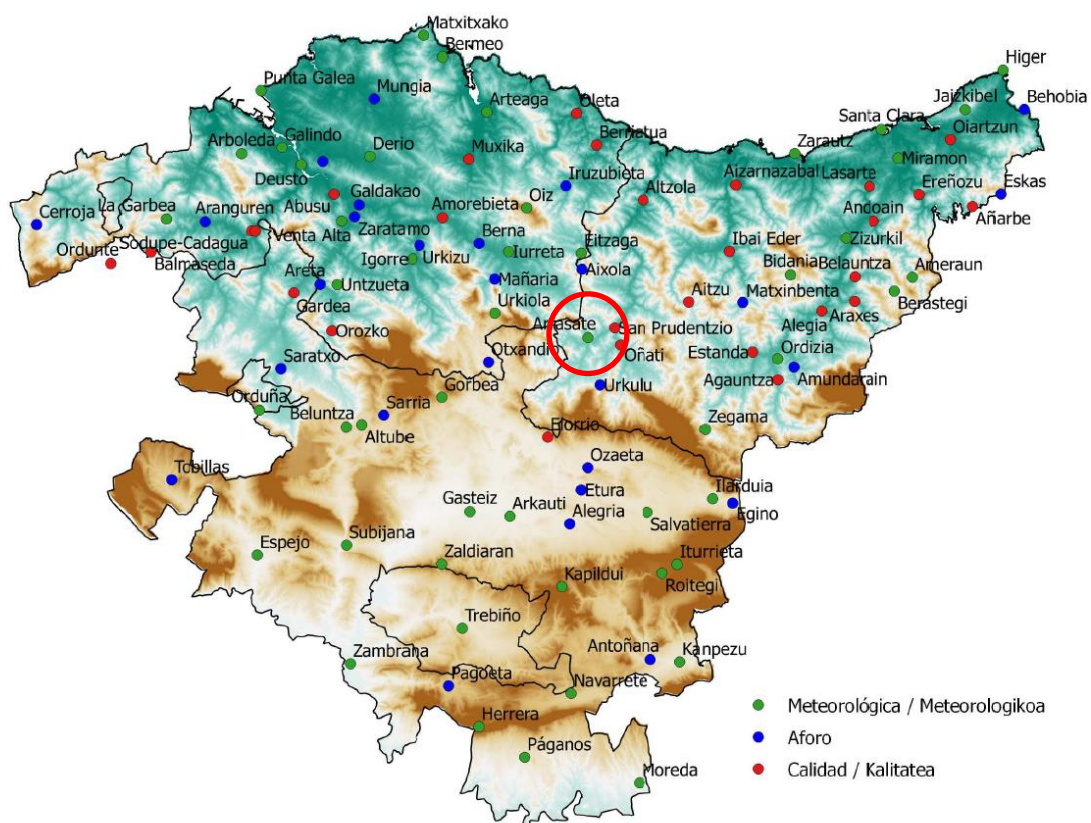 Matxitxako
Bermeo
Higer
Punta Galea
Mungia
Arteaga
Oleta
Jaizkibel
Behobia
Santa Clara
Oiartzun
Arboleda
Galindo
Derio
Muxika
Berriatua
Zarautz
Miramon
Deusto
Iruzubieta
Altzola
Aizarnazabal
Lasarte
Ereñozu
Eskas
Cerroja
La Garbea
Aranguren
Abusu
Galdakao
Amorebieta
Oiz
Andoain
Añarbe
Venta Alta
Zaratamo
Berna
Ordunte
Sodupe-Cadagua
Igorre
Urkizu
Iurreta
Eitzaga
Ibai Eder
Zizurkil
Balmaseda
Areta
Untzueta
Mañaria
Aixola
Bidania
Belauntza
Ameraun
Gardea
Urkiola
Aitzu
Matxinbenta
Berastegi
Orozko
Arrasate
San Prudentzio
Alegia
Araxes
Saratxo
Otxandio
Oñati
Estanda
Ordizia
Gorbea
Urkulu
Agauntza
Amundarain
Orduña
Beluntza
Sarria
Altube
Elorrio
Zegama
Tobillas
Ozaeta
Gasteiz
Arkauti
Etura
Alegria
Ilarduia
Egino
Salvatierra
Subijana
Espejo
Zaldiaran
Iturrieta
Kapildui
Roitegi
Trebiño
Antoñana
Kanpezu
Zambrana
Pagoeta
Navarrete
Herrera
Páganos
Moreda
Meteorológica / Meteorologikoa
Aforo
Calidad / Kalitatea